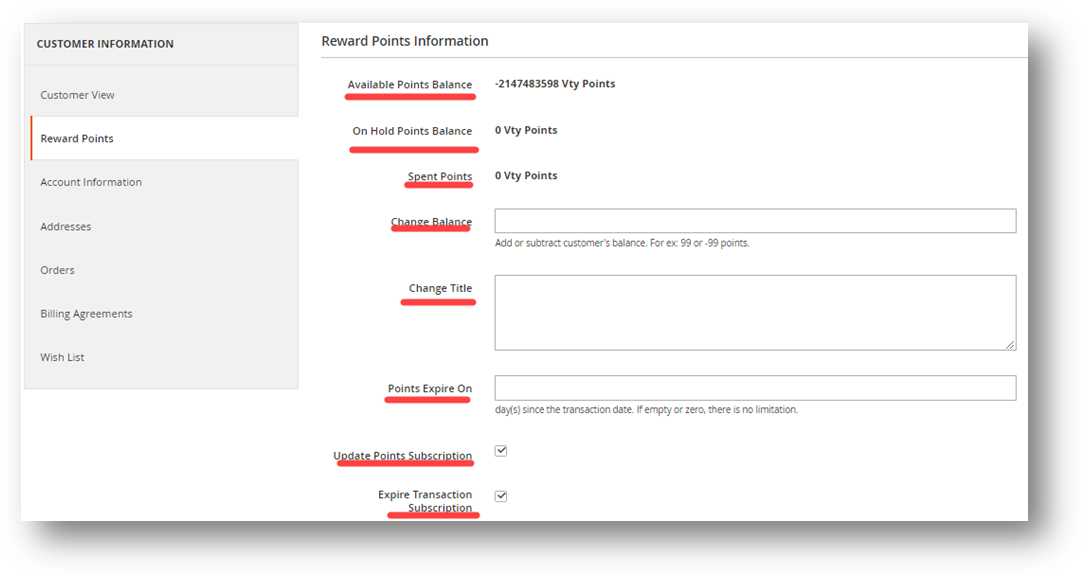 CUSTOMER INFORMATION
Customer View
Reward Points
Account Information
Addresses
Orders
Billing Agreements
Wish List
Reward Points Information
Available Points Balance -2147483598 Vty Points
On Hold Points Balance 0 Vty Points
Spent Points 0 Vty Points
Change Balance
Add or subtract customer's balance. For ex: 99 or -99 points.
Change Title
Points Expire On
day(s) since the transaction date. If empty or zero, there is no limitation.
Update Points Subscription
Expire Transaction
Subscription